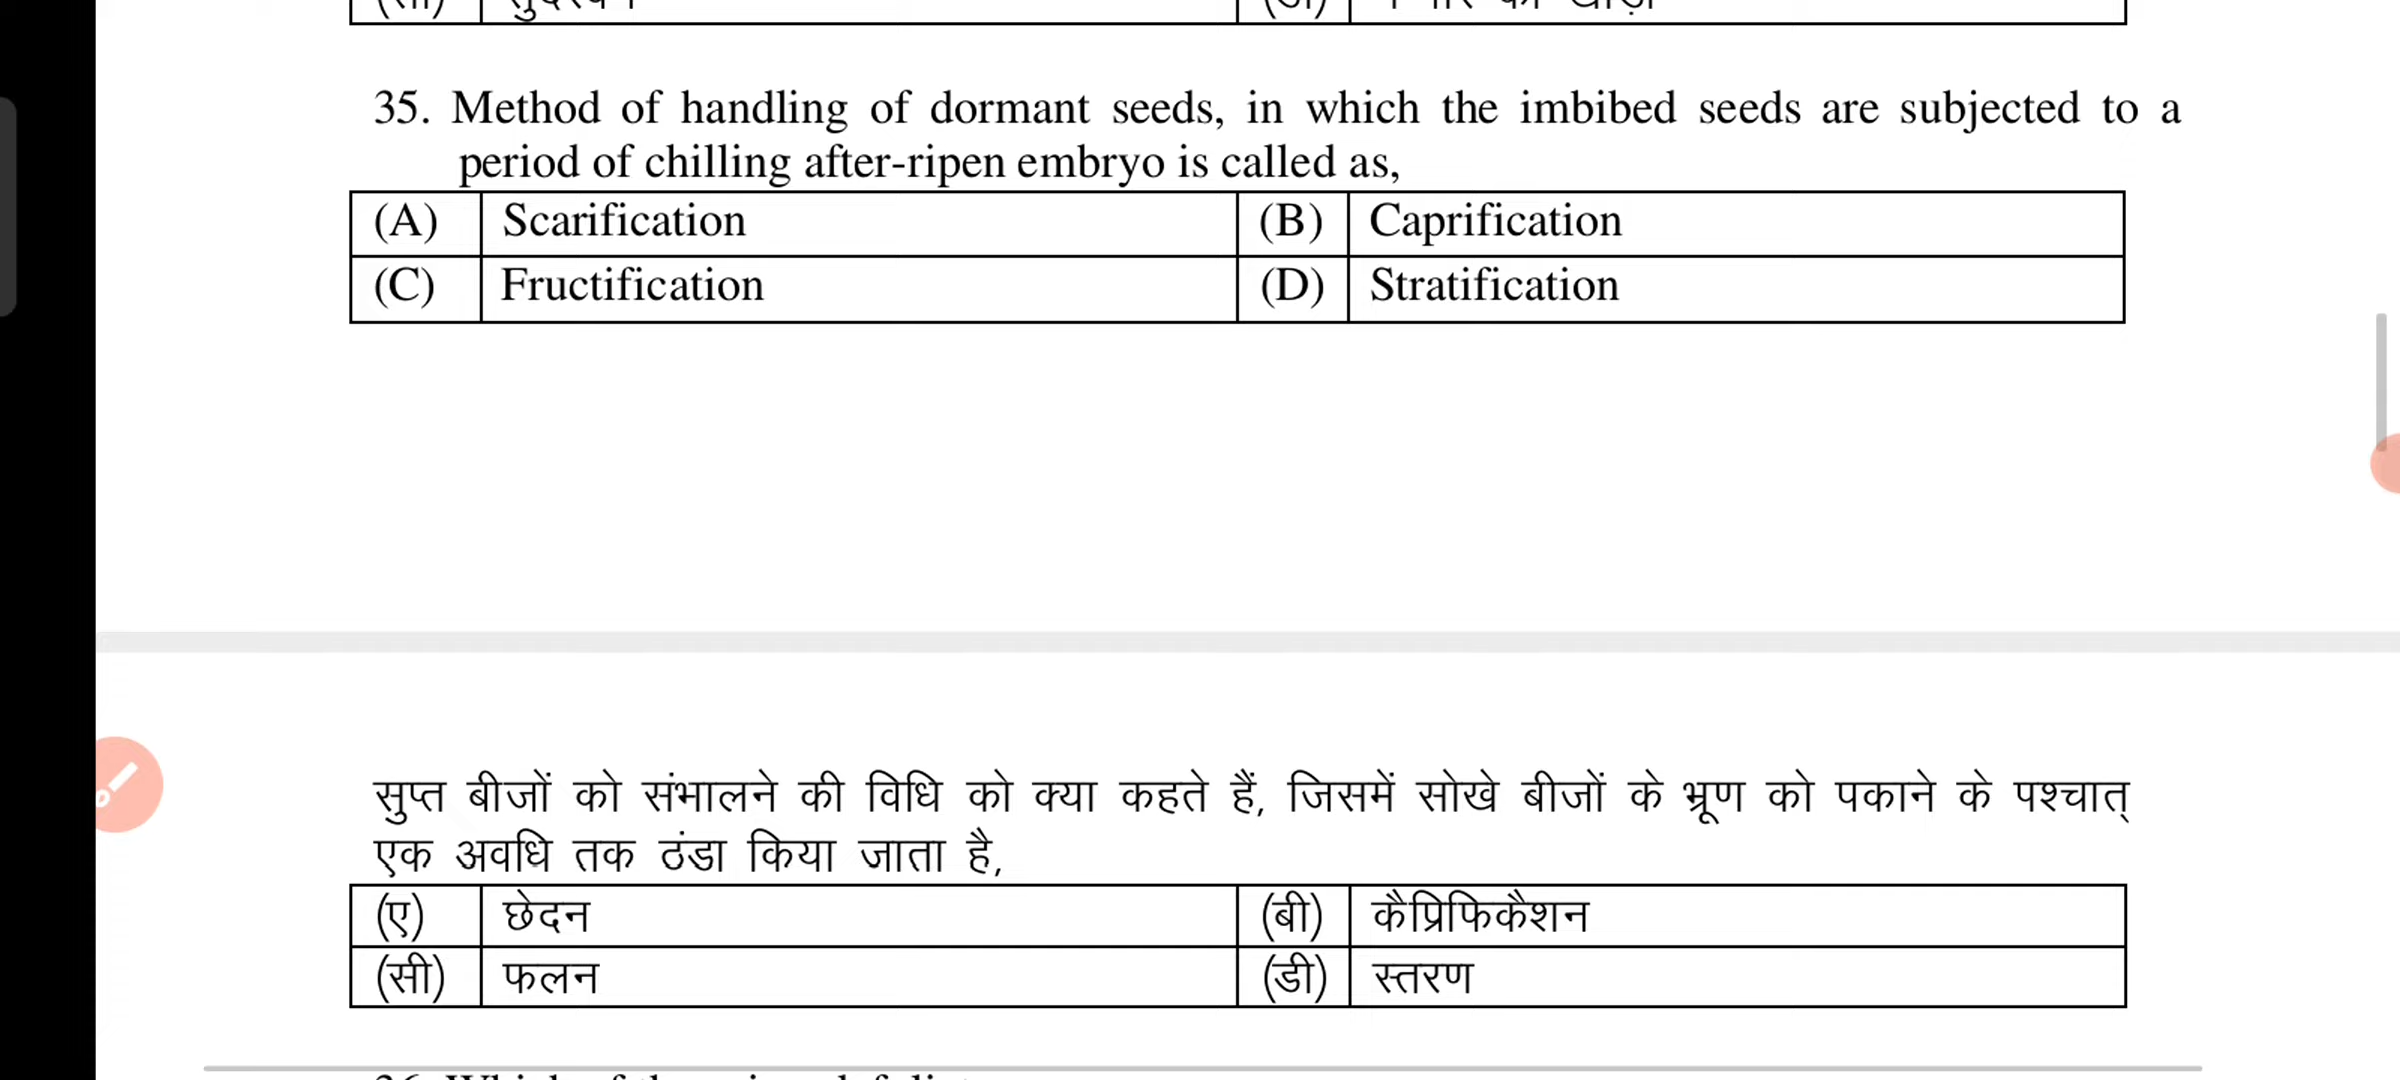 35. Method of handling of dormant seeds, in which the imbibed seeds are subjected to a
period of chilling after-ripen embryo is called as,
(A) Scarification (B) Caprification
(C) Fructification (D) Stratification
सुप्त बीजों को संभालने की विधि को क्या कहते हैं, जिसमें सोखे बीजों के भ्रूण को पकाने के पश्चात्
एक अवधि तक ठंडा किया जाता है,
(ए) छेदन (बी) कैप्रिफिकैशन
(सी) फलन (डी) स्तरण